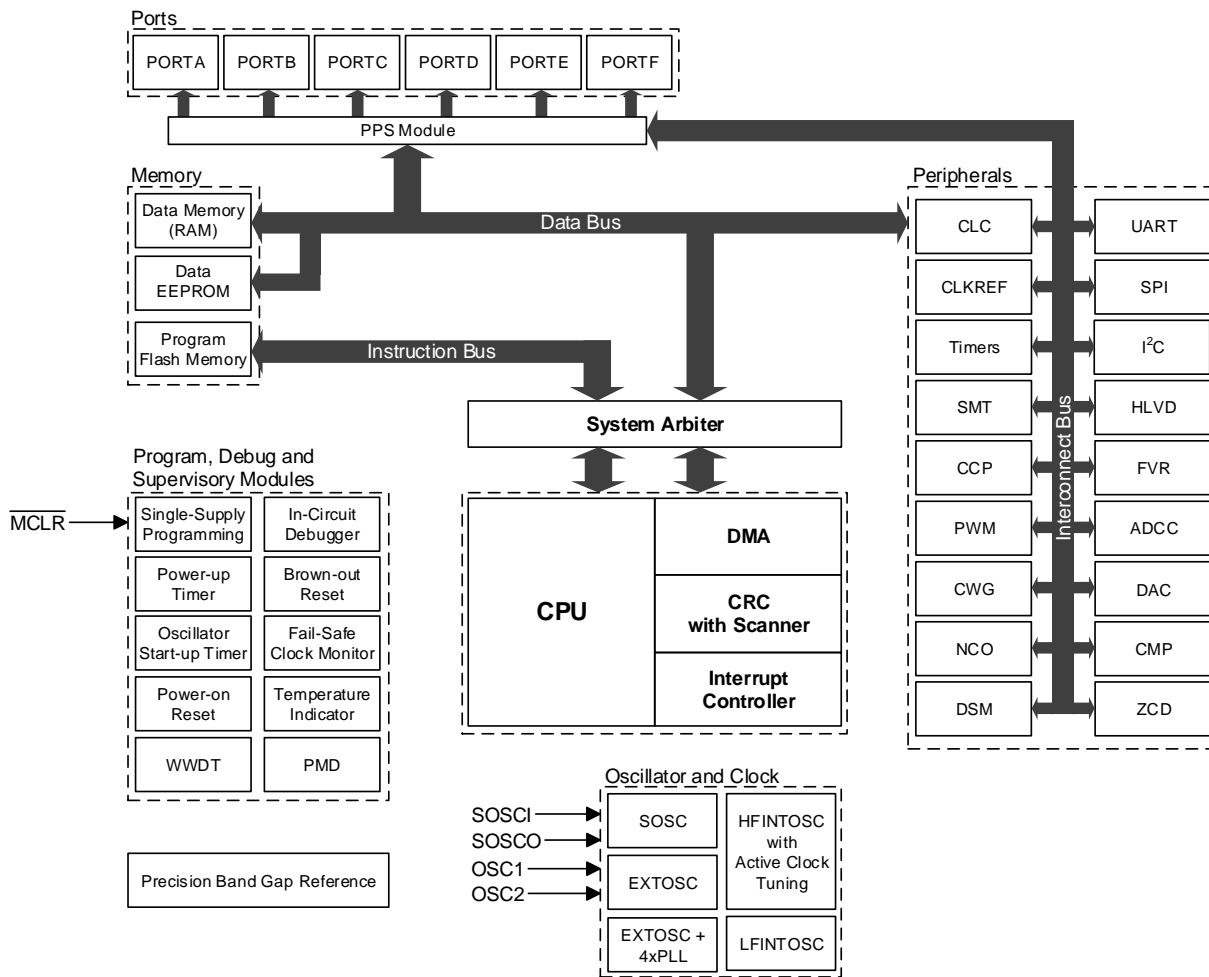 Ports
PORTA
PORTB
PORTC
PORTD
PORTE
PORTF
PPS Module
Memory
Data Memory
(RAM)
Data
EEPROM
Program
Flash Memory
Data Bus
Instruction Bus
System Arbiter
CPU
DMA
CRC
with Scanner
Interrupt
Controller
Peripherals
CLC
UART
CLKREF
SPI
Timers
I²C
SMT
HLVD
CCP
FVR
PWM
ADCC
CWG
DAC
NCO
CMP
DSM
ZCD
Interconnect Bus
Program, Debug and
Supervisory Modules
MCLR
Single-Supply
Programming
In-Circuit
Debugger
Power-up
Timer
Brown-out
Reset
Oscillator
Start-up Timer
Fail-Safe
Clock Monitor
Power-on
Reset
Temperature
Indicator
WWDT
PMD
Precision Band Gap Reference
Oscillator and Clock
SOSCI
SOSCO
OSC1
OSC2
SOSC
HFINTOSC
with
Active Clock
Tuning
EXTOSC
EXTOSC +
4xPLL
LFINTOSC